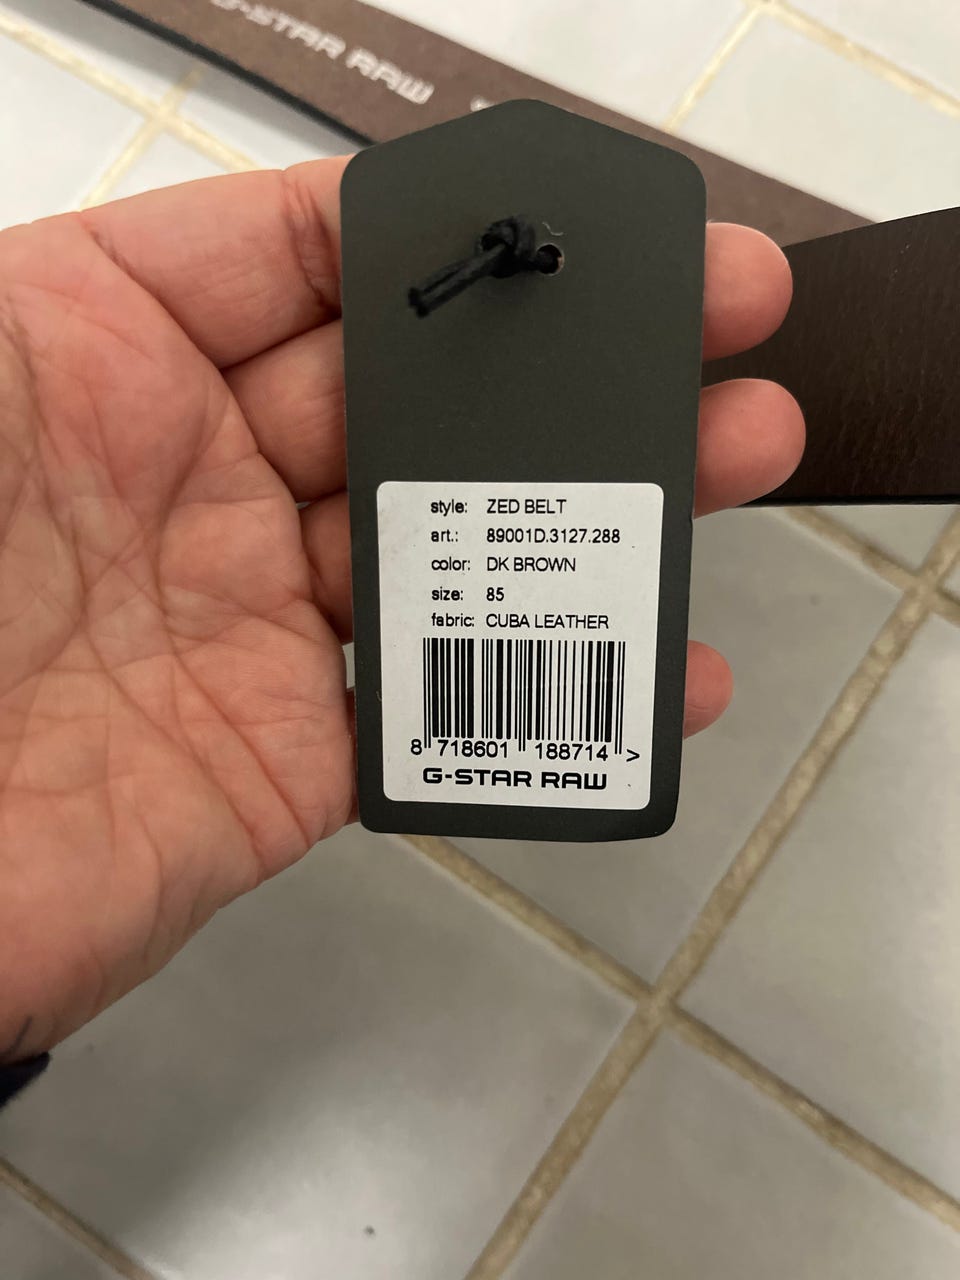 G-STAR RAW
style: ZED BELT
art.: 89001D.3127.288
color: DK BROWN
size: 85
fabric: CUBA LEATHER
8 718601 188714 >
G-STAR RAW